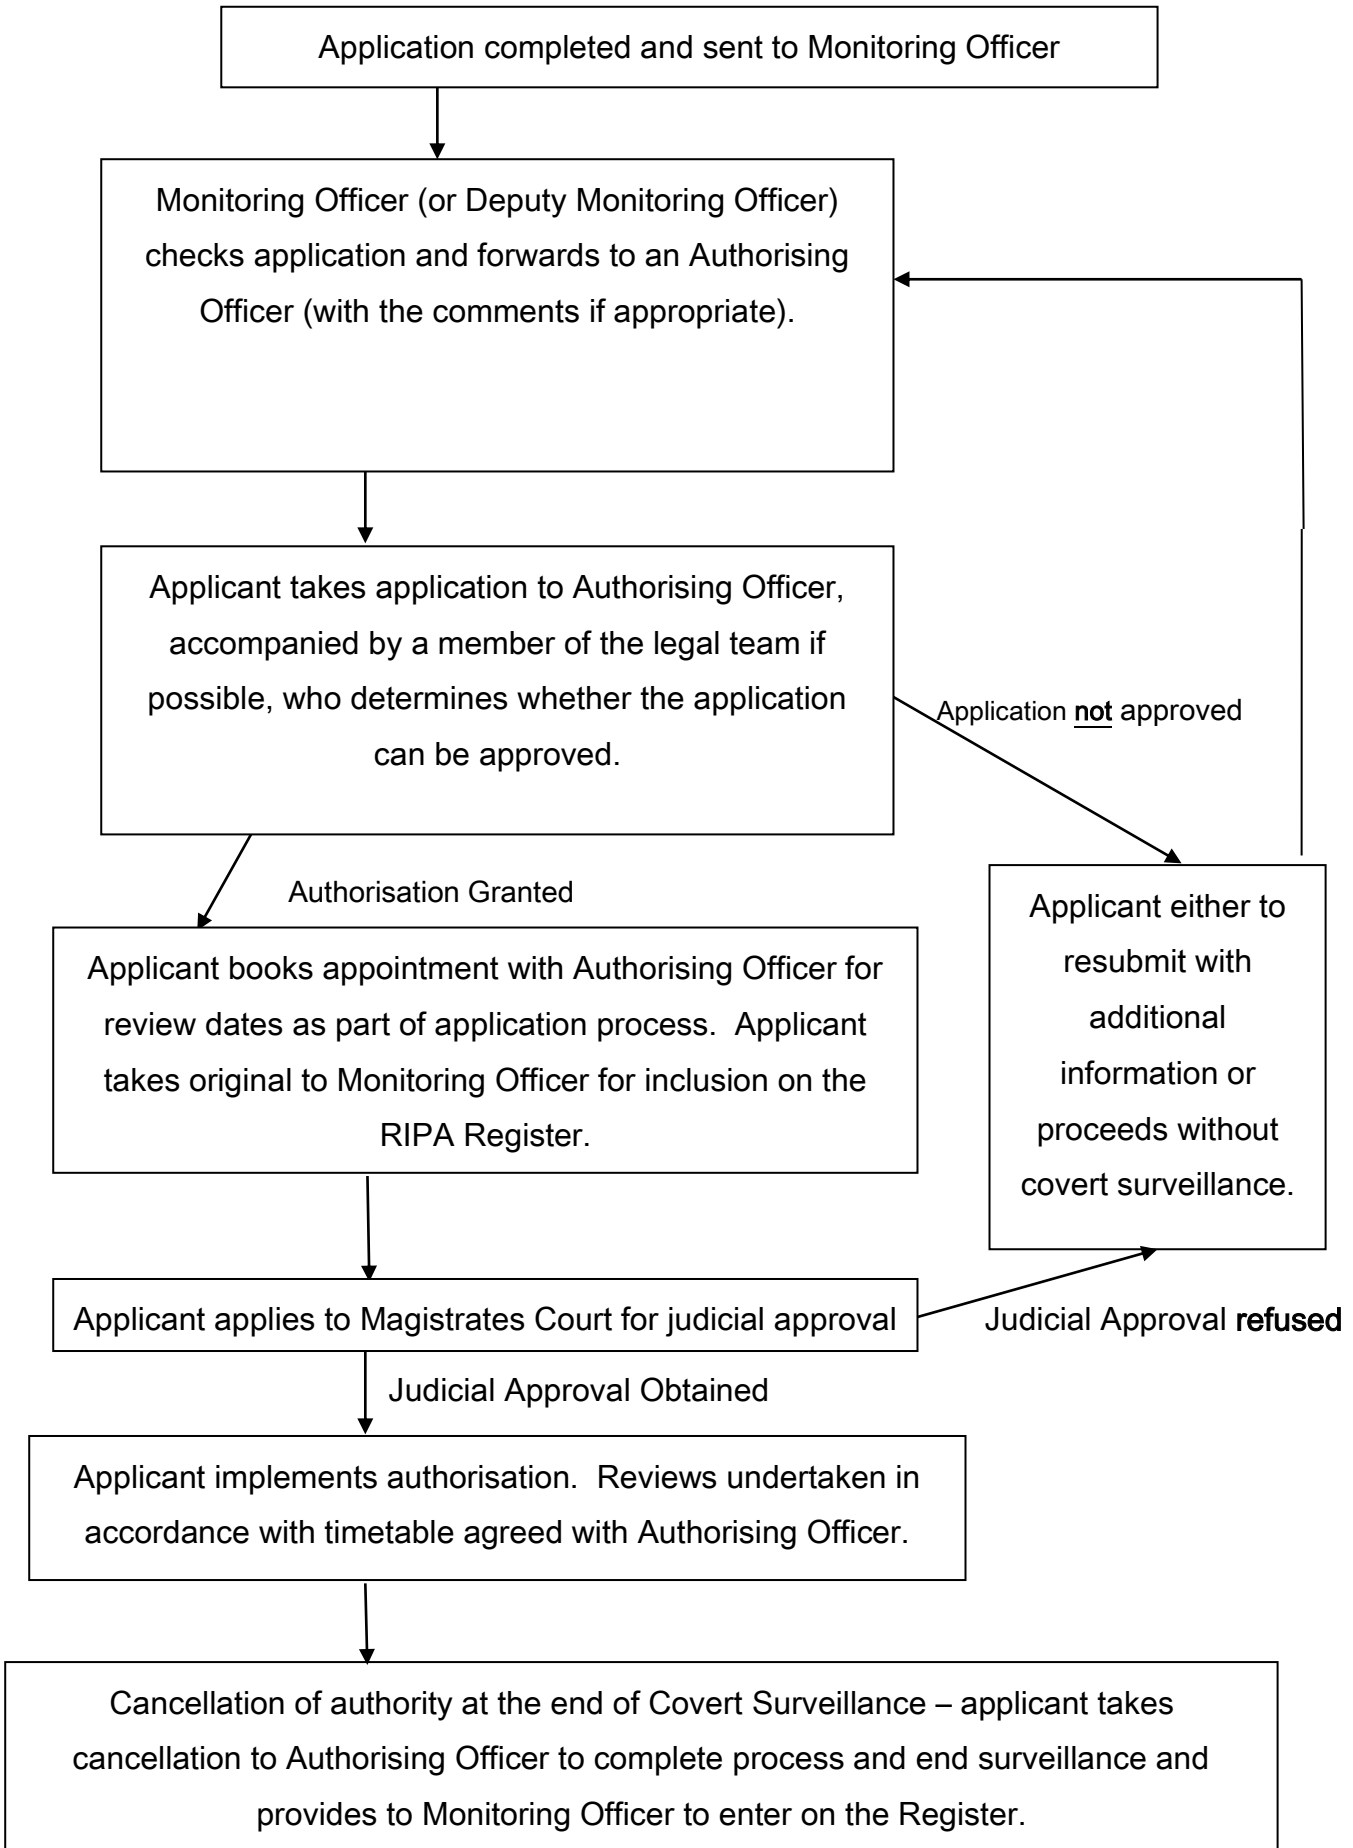 Application completed and sent to Monitoring Officer
Monitoring Officer (or Deputy Monitoring Officer)
checks application and forwards to an Authorising
Officer (with the comments if appropriate).
Applicant takes application to Authorising Officer,
accompanied by a member of the legal team if
possible, who determines whether the application
can be approved.
Application not approved
Authorisation Granted
Applicant either to
resubmit with
additional
information or
proceeds without
covert surveillance.
Applicant books appointment with Authorising Officer for
review dates as part of application process.  Applicant
takes original to Monitoring Officer for inclusion on the
RIPA Register.
Applicant applies to Magistrates Court for judicial approval
Judicial Approval refused
Judicial Approval Obtained
Applicant implements authorisation.  Reviews undertaken in
accordance with timetable agreed with Authorising Officer.
Cancellation of authority at the end of Covert Surveillance – applicant takes
cancellation to Authorising Officer to complete process and end surveillance and
provides to Monitoring Officer to enter on the Register.